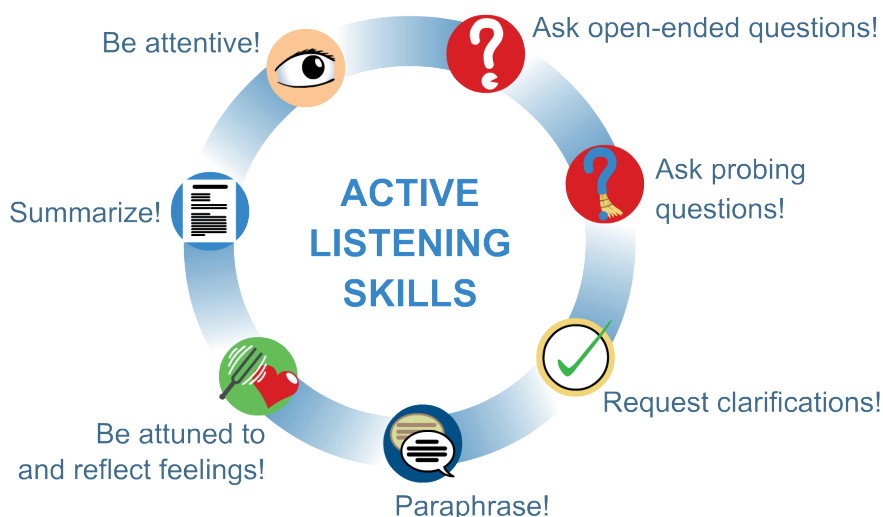 Be attentive!
Ask open-ended questions!
Ask probing
questions!
Summarize!
ACTIVE
LISTENING
SKILLS
Request clarifications!
Be attuned to
and reflect feelings!
Paraphrase!